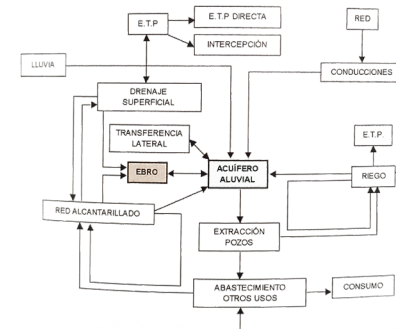 E.T.P
E.T.P DIRECTA
INTERCEPCIÓN
RED
LLUVIA
CONDUCCIONES
DRENAJE
SUPERFICIAL
TRANSFERENCIA
LATERAL
E.T.P.
EBRO
ACUÍFERO
ALUVIAL
RIEGO
RED ALCANTARILLADO
EXTRACCIÓN
POZOS
ABASTECIMIENTO
OTROS USOS
CONSUMO